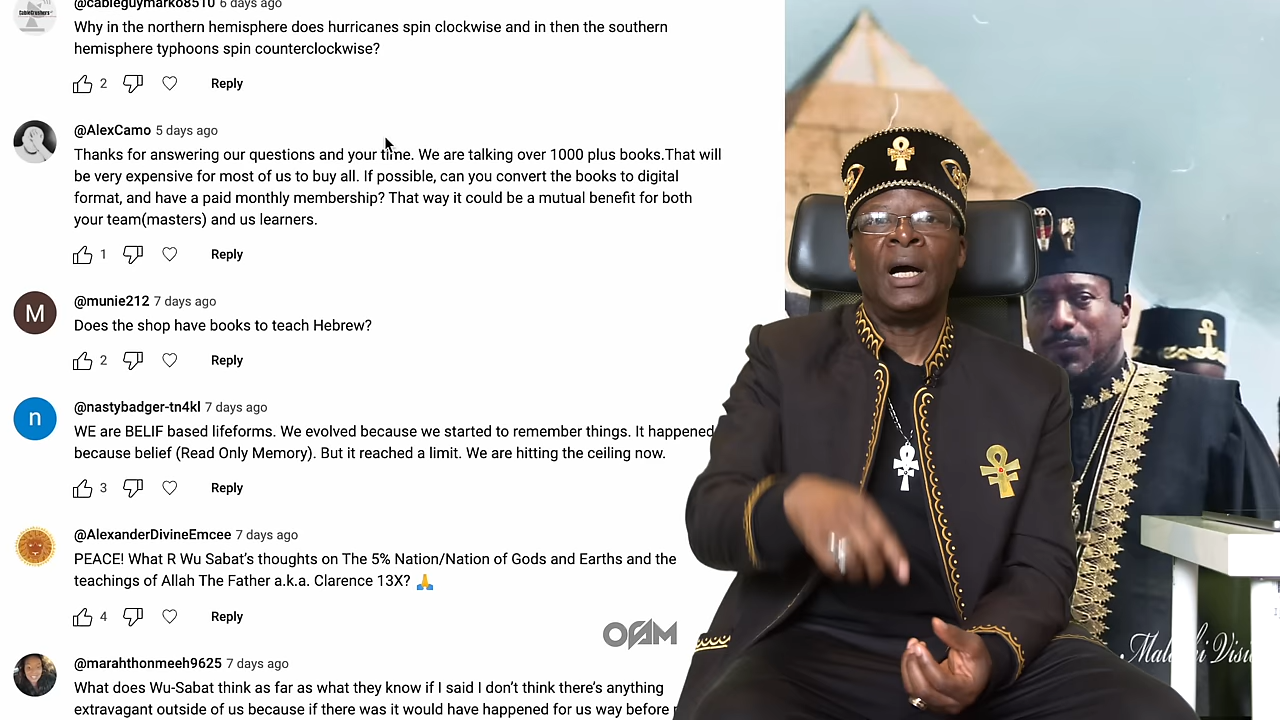 @cableguymarko8510 6 days ago
Why in the northern hemisphere does hurricanes spin clockwise and in then the southern
hemisphere typhoons spin counterclockwise?
2
Reply
@AlexCamo 5 days ago
Thanks for answering our questions and your time. We are talking over 1000 plus books.That will
be very expensive for most of us to buy all. If possible, can you convert the books to digital
format, and have a paid monthly membership? That way it could be a mutual benefit for both
your team(masters) and us learners.
1
Reply
M
@munie212 7 days ago
Does the shop have books to teach Hebrew?
2
Reply
n
@nastybadger-tn4kl 7 days ago
WE are BELIF based lifeforms. We evolved because we started to remember things. It happened
because belief (Read Only Memory). But it reached a limit. We are hitting the ceiling now.
3
Reply
@AlexanderDivineEmcee 7 days ago
PEACE! What R Wu Sabat's thoughts on The 5% Nation/Nation of Gods and Earths and the
teachings of Allah The Father a.k.a. Clarence 13X? 🙏
4
Reply
OFAM
@marahthonmeeh9625 7 days ago
What does Wu-Sabat think as far as what they know if I said I don't think there's anything
extravagant outside of us because if there was it would have happened for us way before